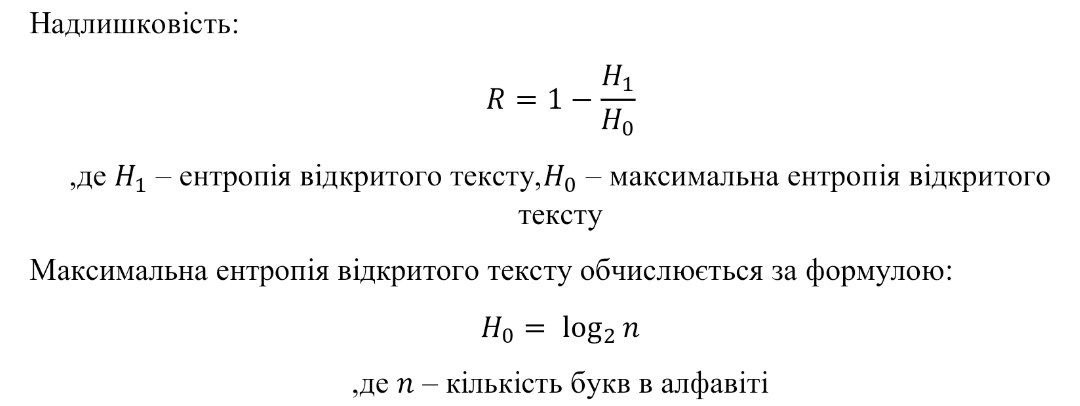 Надлишковість:
R = 1 − H₁/H₀
,де H₁ – ентропія відкритого тексту,H₀ – максимальна ентропія відкритого
тексту
Максимальна ентропія відкритого тексту обчислюється за формулою:
H₀ = log₂ n
,де n – кількість букв в алфавіті